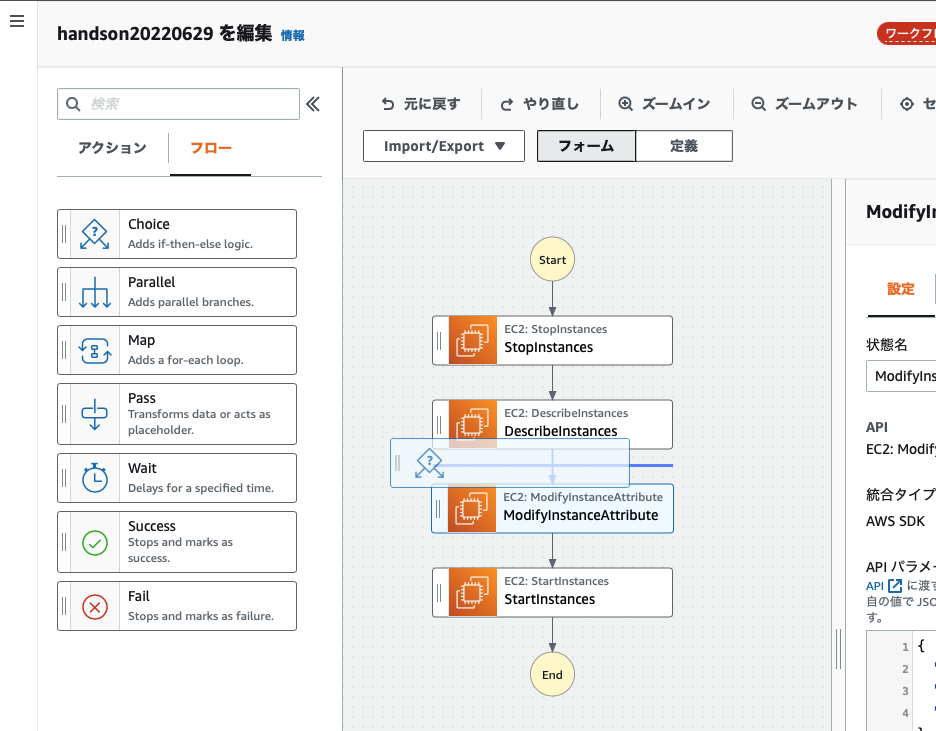 handson20220629 を編集 情報
ワークフ
検索
アクション
フロー
Choice
Adds if-then-else logic.
Parallel
Adds parallel branches.
Map
Adds a for-each loop.
Pass
Transforms data or acts as
placeholder.
Wait
Delays for a specified time.
Success
Stops and marks as
success.
Fail
Stops and marks as failure.
元に戻す
やり直し
ズームイン
ズームアウト
セ
Import/Export
フォーム
定義
Start
EC2: StopInstances
StopInstances
EC2: DescribeInstances
DescribeInstances
EC2: ModifyInstanceAttribute
ModifyInstanceAttribute
EC2: StartInstances
StartInstances
End
ModifyIn
設定
状態名
ModifyIns
API
EC2: Modify
統合タイプ
AWS SDK
API パラメー
API に渡す
自の値で JSO
す。
1 {
2
3
4